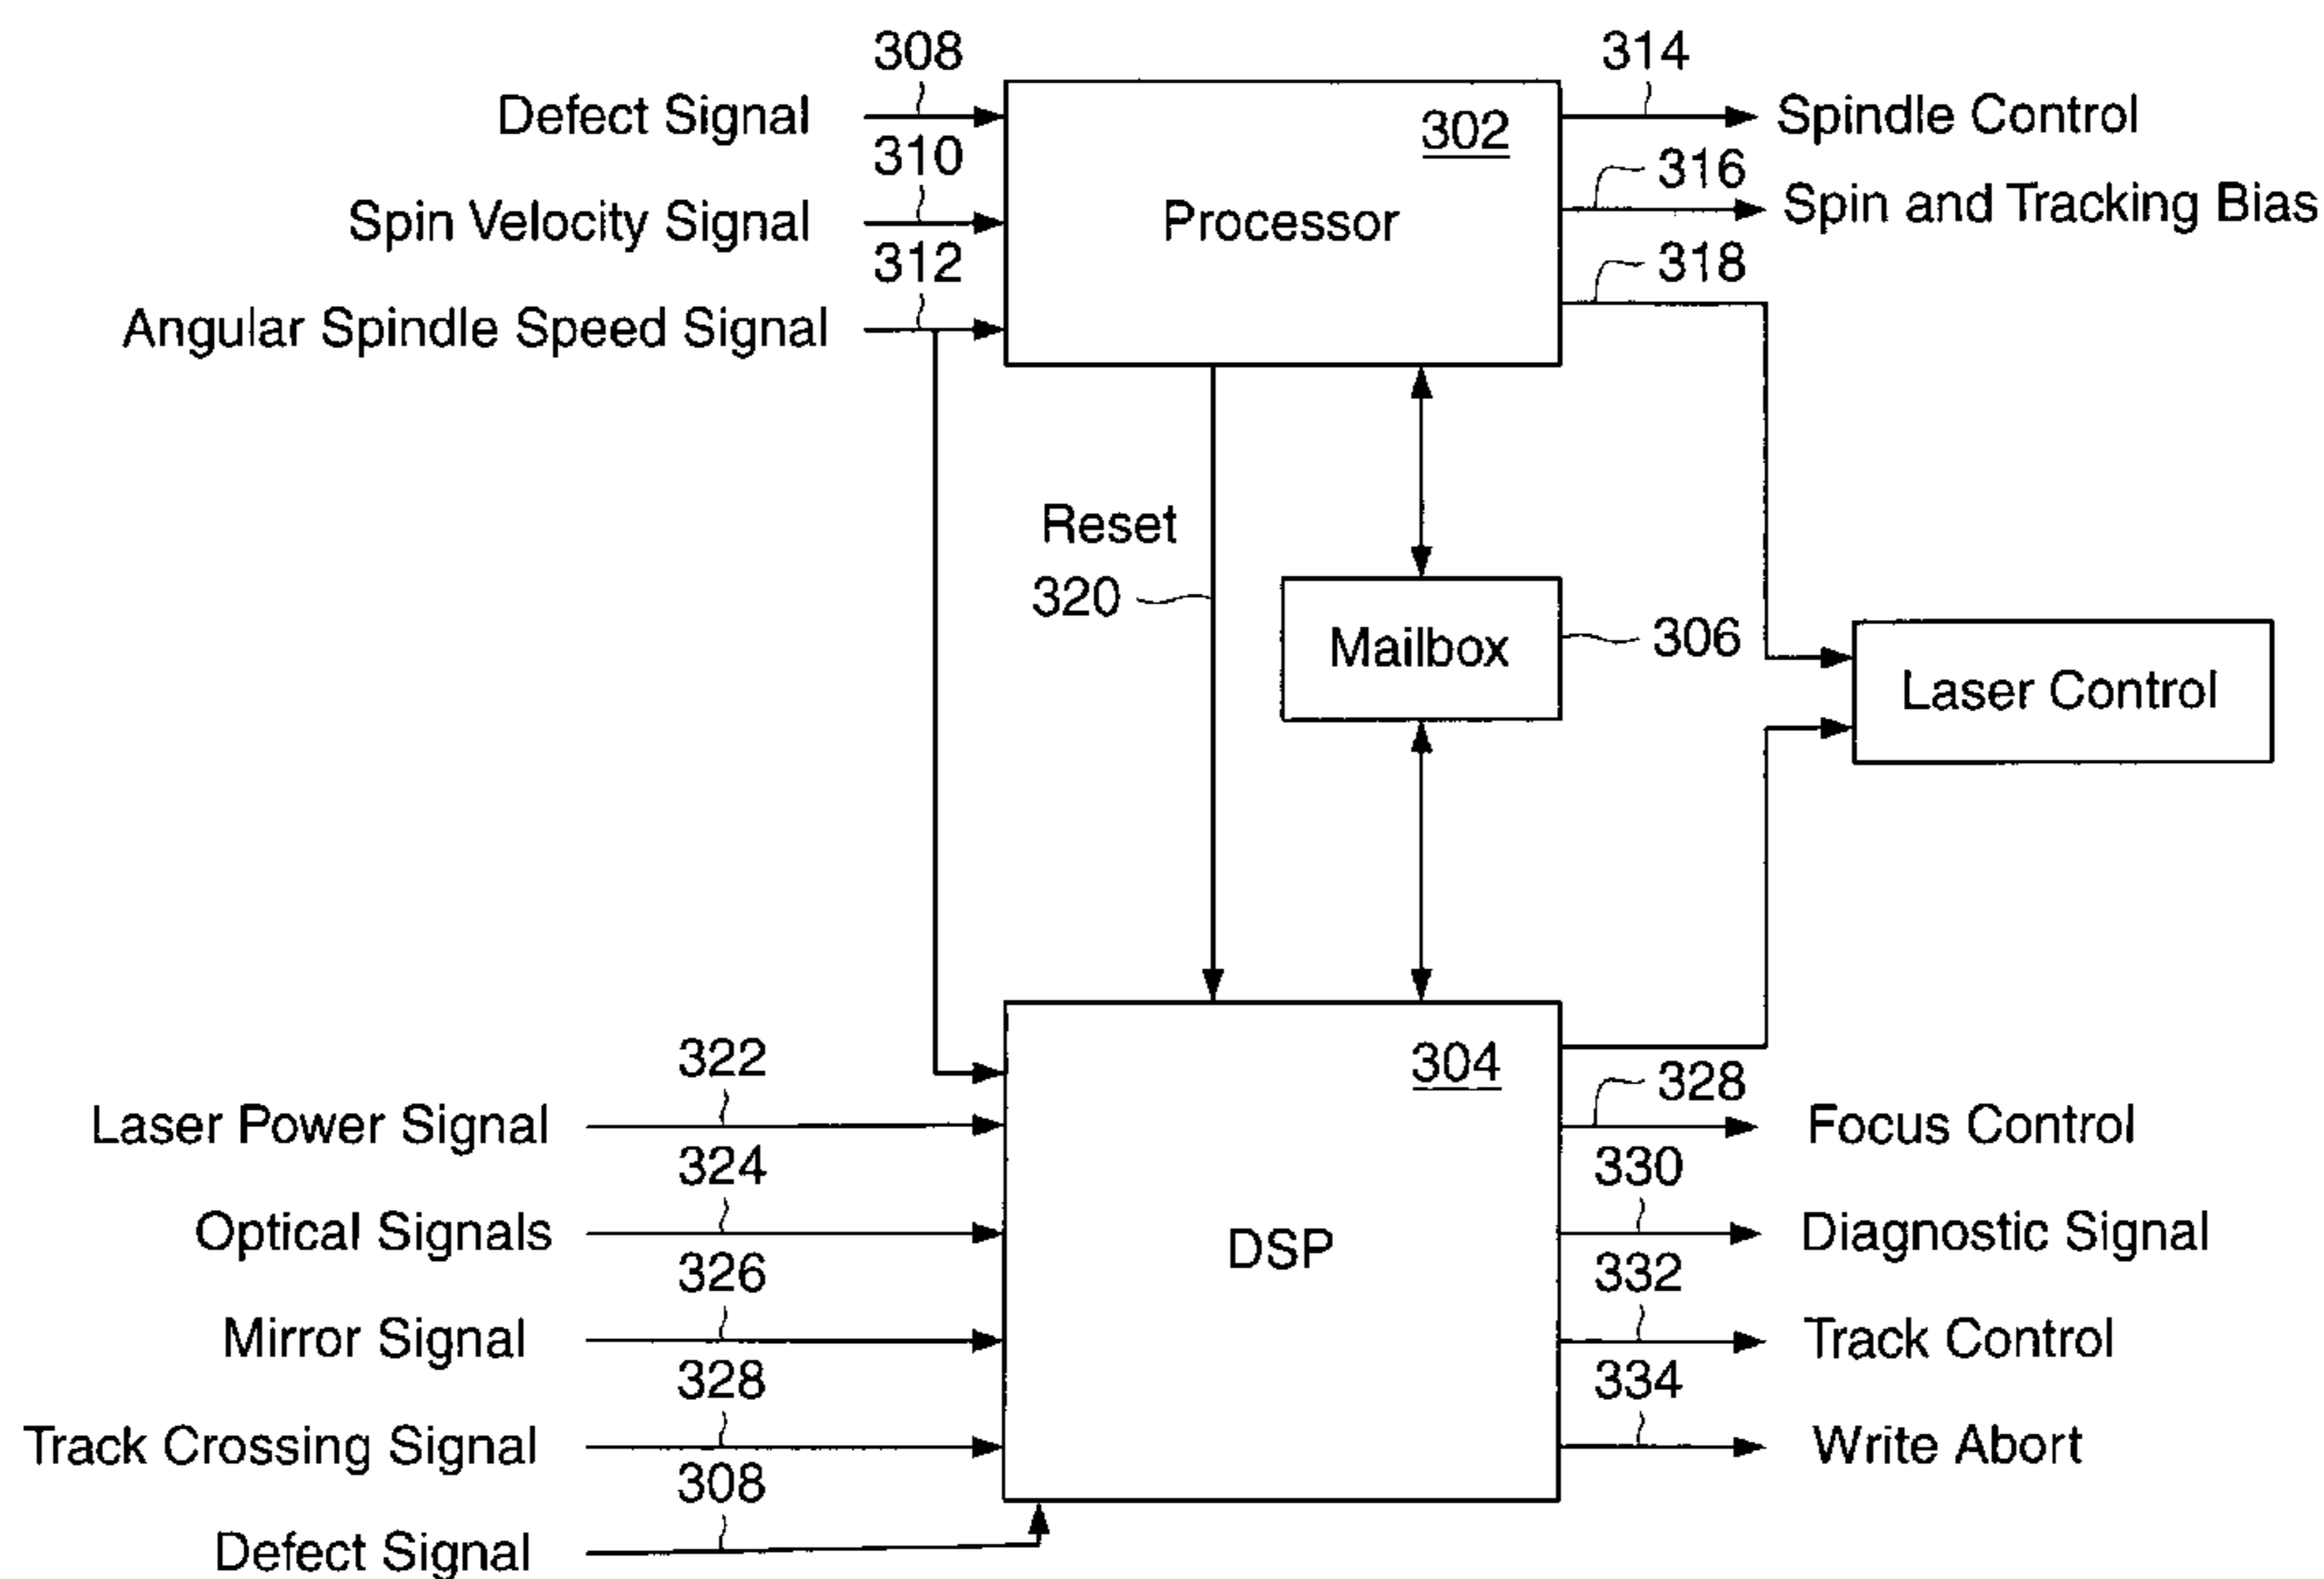 308
314
Defect Signal
302
Spindle Control
310
316
Spin Velocity Signal
Processor
Spin and Tracking Bias
312
318
Angular Spindle Speed Signal
Reset
320
Mailbox
306
Laser Control
322
304
328
Laser Power Signal
Focus Control
324
330
Optical Signals
DSP
Diagnostic Signal
326
332
Mirror Signal
Track Control
328
334
Track Crossing Signal
Write Abort
308
Defect Signal